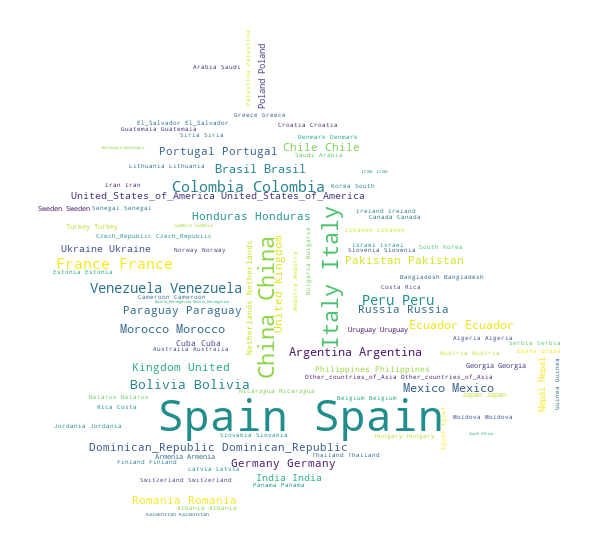 Palestina Palestina
Poland Poland
Arabia Saudi
Greece Greece
El_Salvador El_Salvador
Croatia Croatia
Guatemala Guatemala
Siria Siria
Denmark Denmark
Chile Chile
Portugal Portugal
Saudi Arabia
Lithuania Lithuania
Brasil Brasil
irak irak
Iran Iran
Colombia Colombia
Korea South
United_States_of_America United_States_of_America
Sweden Sweden
Senegal Senegal
Honduras Honduras
Ireland Ireland
Canada Canada
Turkey Turkey
Gambia Gambia
Italy Italy
Lebanon Lebanon
Czech_Republic Czech_Republic
China China
United Kingdom
Netherlands Netherlands
Andorra Andorra
Bulgaria Bulgaria
Ukraine Ukraine
Norway Norway
Israel Israel
South Korea
Slovenia Slovenia
France France
Pakistan Pakistan
Estonia Estonia
Bangladesh Bangladesh
Venezuela Venezuela
Costa Rica
Cameroon Cameroon
Peru Peru
Paraguay Paraguay
Russia Russia
Morocco Morocco
Uruguay Uruguay
Ecuador Ecuador
Cuba Cuba
Algeria Algeria
Australia Australia
Serbia Serbia
Argentina Argentina
Austria Austria
Ghana Ghana
Kingdom United
Philippines Philippines
Georgia Georgia
Nepal Nepal
Guinea Guinea
Other_countries_of_Asia Other_countries_of_Asia
Bolivia Bolivia
Nicaragua Nicaragua
Mexico Mexico
Japan Japan
Belarus Belarus
Belgium Belgium
Rica Costa
Spain Spain
Egypt Egypt
Moldova Moldova
Jordania Jordania
Slovakia Slovakia
Hungary Hungary
South Africa
Dominican_Republic Dominican_Republic
Armenia Armenia
Thailand Thailand
Finland Finland
Germany Germany
Latvia Latvia
Switzerland Switzerland
India India
Panama Panama
Romania Romania
Albania Albania
Kazakhstan Kazakhstan